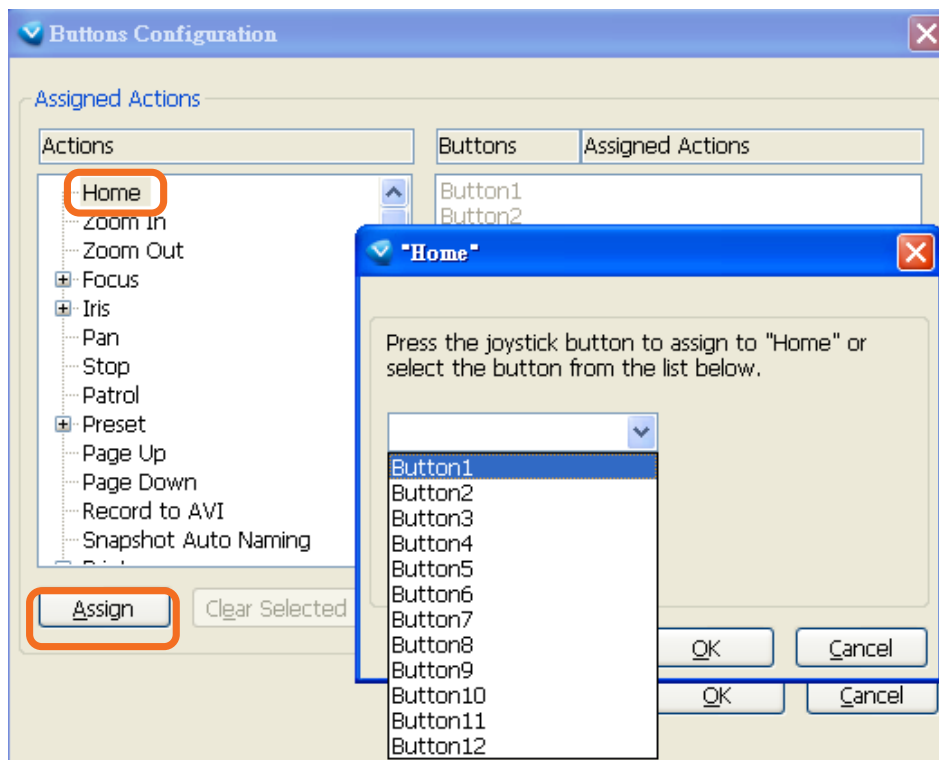 Buttons Configuration
Assigned Actions
Actions
Buttons
Assigned Actions
Home
Zoom In
Zoom Out
Focus
Iris
Pan
Stop
Patrol
Preset
Page Up
Page Down
Record to AVI
Snapshot Auto Naming
Button1
Button2
Assign
Clear Selected
"Home"
Press the joystick button to assign to "Home" or
select the button from the list below.
Button1
Button2
Button3
Button4
Button5
Button6
Button7
Button8
Button9
Button10
Button11
Button12
OK
Cancel
OK
Cancel